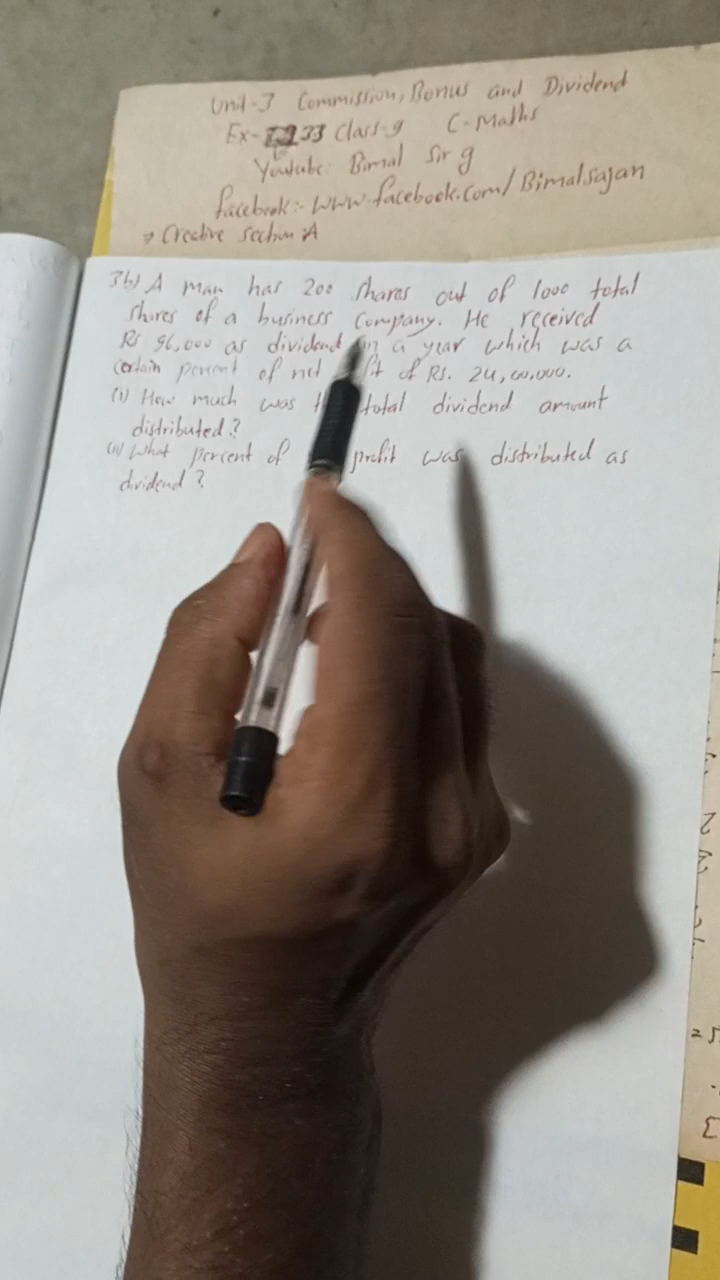 Unit-3 Commission, Bonus and Dividend
Ex- 33 Class-9 C-Maths
Youtube: Bimal Sir g
facebook:- www.facebook.com/Bimalsajan
→ Creative section: A
3b) A man has 200 shares out of 1000 total
shares of a business company. He received
Rs 96,000 as dividend in a year which was a
certain percent of net fit of Rs. 24,00,000.
(i) How much was t total dividend amount
distributed?
(ii) What percent of profit was distributed as
dividend?